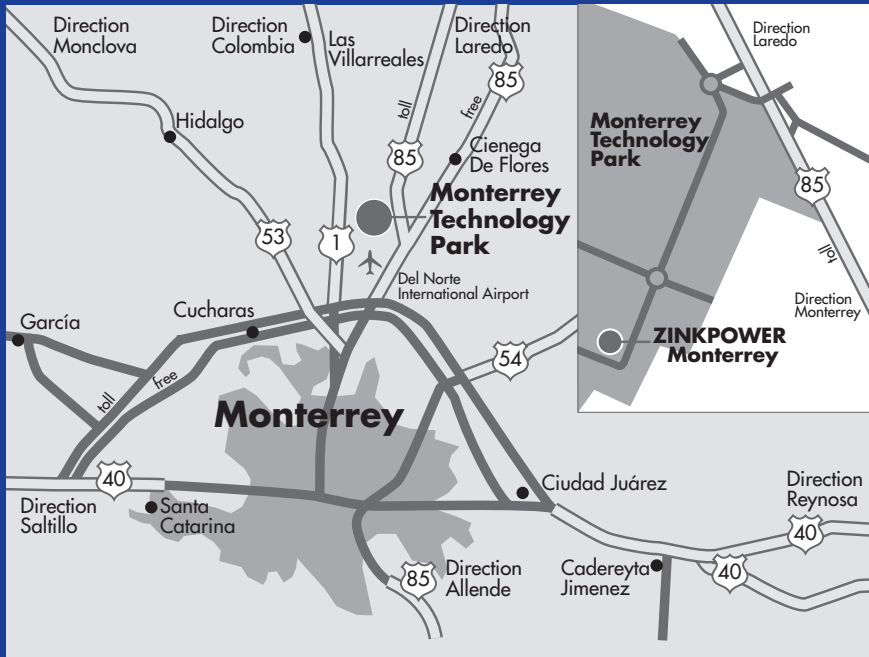 Direction
Monclova
Direction
Colombia
Las
Villarreales
Direction
Laredo
85
toll
free
85
Hidalgo
Cienega
De Flores
Monterrey
Technology
Park
53
1
Del Norte
International Airport
García
Cucharas
toll
free
54
Monterrey
40
Direction
Saltillo
Santa
Catarina
Ciudad Juárez
Direction
Reynosa
40
40
Cadereyta
Jimenez
85
Direction
Allende
Direction
Laredo
Monterrey
Technology
Park
85
toll
Direction
Monterrey
ZINKPOWER
Monterrey